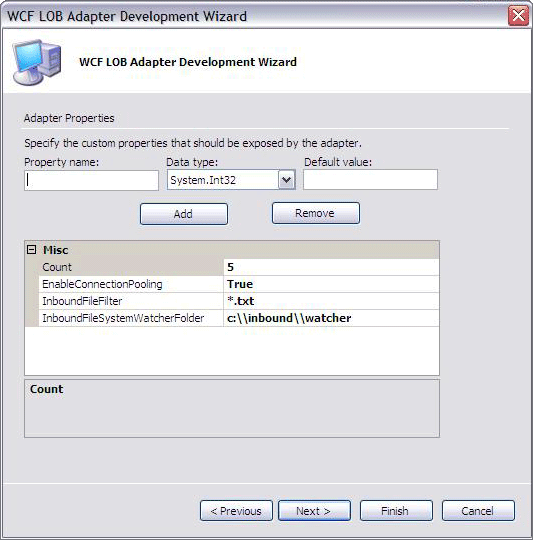 WCF LOB Adapter Development Wizard
WCF LOB Adapter Development Wizard
Adapter Properties
Specify the custom properties that should be exposed by the adapter.
Property name: Data type: Default value:
System.Int32
Add Remove
Misc
Count 5
EnableConnectionPooling True
InboundFileFilter *.txt
InboundFileSystemWatcherFolder c:\\inbound\\watcher
Count
< Previous Next > Finish Cancel